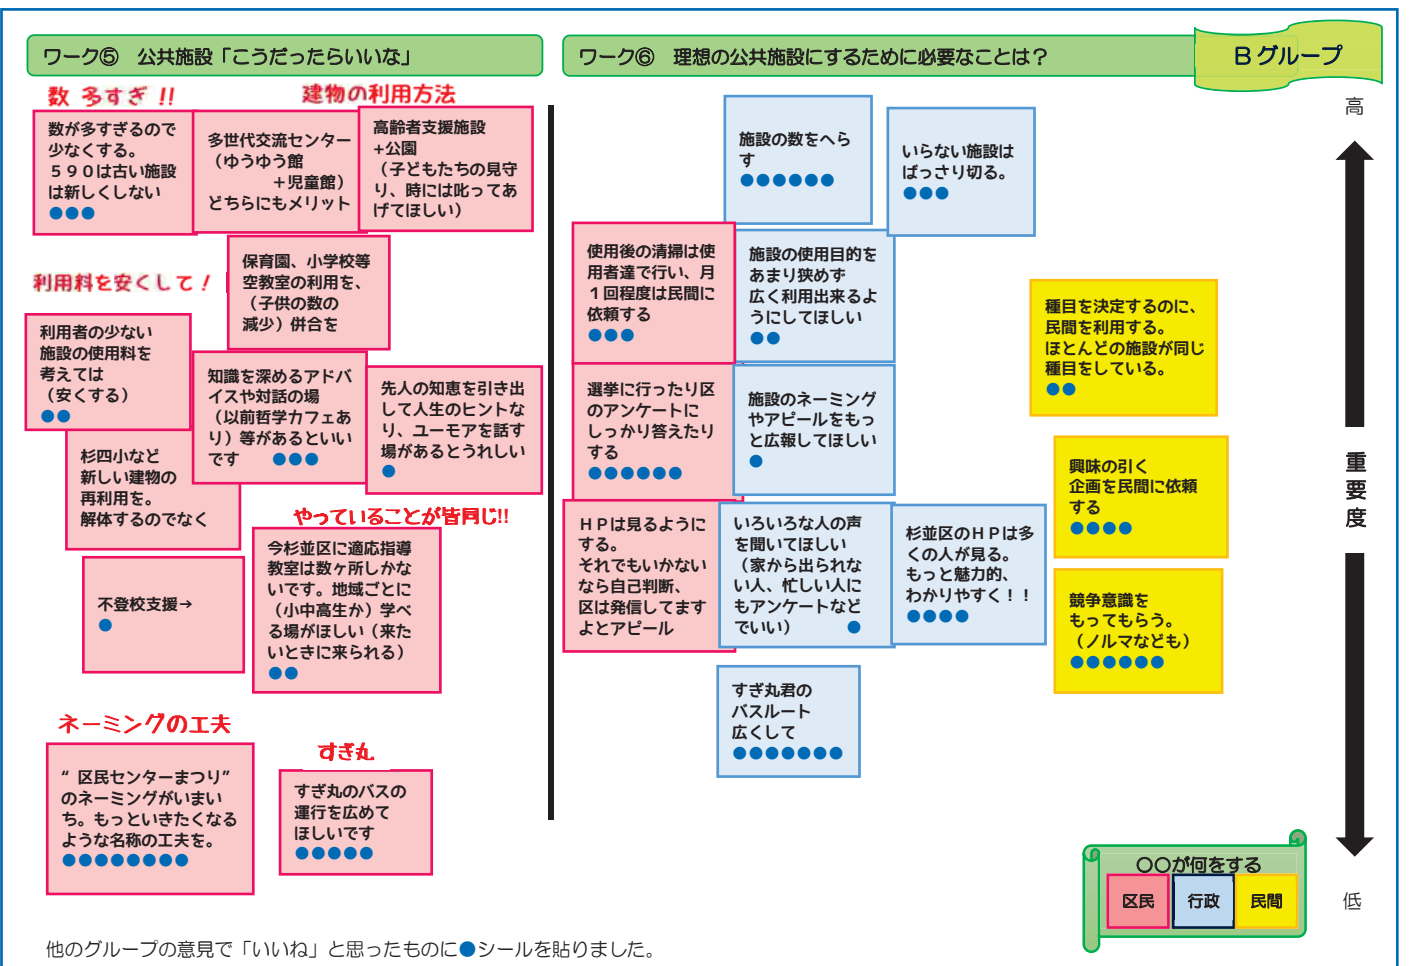 ワーク⑤　公共施設「こうだったらいいな」
数 多すぎ !!
建物の利用方法
数が多すぎるので
少なくする。
５９０は古い施設
は新しくしない
●●●
多世代交流センター
（ゆうゆう館
＋児童館）
どちらにもメリット
高齢者支援施設
+公園
（子どもたちの見守
り、時には叱ってあ
げてほしい）
保育園、小学校等
空教室の利用を、
（子供の数の
減少）併合を
利用料を安くして！
利用者の少ない
施設の使用料を
考えては
（安くする）
●●
知識を深めるアドバ
イスや対話の場
（以前哲学カフェあ
り）等があるといい
です　●●●
先人の知恵を引き出
して人生のヒントな
り、ユーモアを話す
場があるとうれしい
●
杉四小など
新しい建物の
再利用を。
解体するのでなく
やっていることが皆同じ!!
不登校支援→
●
今杉並区に適応指導
教室は数ヶ所しかな
いです。地域ごとに
（小中高生か）学べ
る場がほしい（来た
いときに来られる）
●●
ネーミングの工夫
“ 区民センターまつり”
のネーミングがいまい
ち。もっといきたくなる
ような名称の工夫を。
●●●●●●●●
すぎ丸
すぎ丸のバスの
運行を広めて
ほしいです
●●●●●
ワーク⑥　理想の公共施設にするために必要なことは？
Ｂグループ
施設の数をへら
す
●●●●●●
いらない施設は
ばっさり切る。
●●●
使用後の清掃は使
用者達で行い、月
１回程度は民間に
依頼する
●●●
施設の使用目的を
あまり狭めず
広く利用出来るよ
うにしてほしい
●●
種目を決定するのに、
民間を利用する。
ほとんどの施設が同じ
種目をしている。
●●
選挙に行ったり区
のアンケートに
しっかり答えたり
する
●●●●●●
施設のネーミング
やアピールをもっ
と広報してほしい
●
興味の引く
企画を民間に依頼
する
●●●●
ＨＰは見るように
する。
それでもいかない
なら自己判断、
区は発信してます
よとアピール
いろいろな人の声
を聞いてほしい
（家から出られな
い人、忙しい人に
もアンケートなど
でいい）　●
杉並区のＨＰは多
くの人が見る。
もっと魅力的、
わかりやすく！！
●●●●
競争意識を
もってもらう。
（ノルマなども）
●●●●●●
すぎ丸君の
バスルート
広くして
●●●●●●●
高
重要度
低
○○が何をする
区民
行政
民間
他のグループの意見で「いいね」と思ったものに●シールを貼りました。